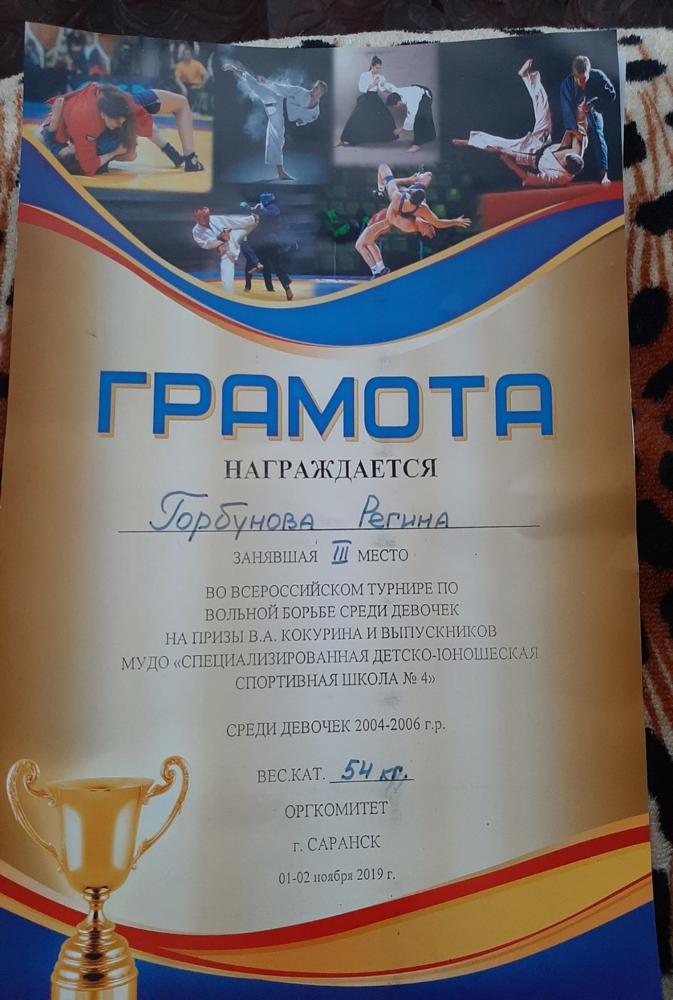 ГРАМОТА
НАГРАЖДАЕТСЯ
Горбунова Регина
ЗАНЯВШАЯ III МЕСТО
ВО ВСЕРОССИЙСКОМ ТУРНИРЕ ПО
ВОЛЬНОЙ БОРЬБЕ СРЕДИ ДЕВОЧЕК
НА ПРИЗЫ В.А. КОКУРИНА И ВЫПУСКНИКОВ
МУДО «СПЕЦИАЛИЗИРОВАННАЯ ДЕТСКО-ЮНОШЕСКАЯ
СПОРТИВНАЯ ШКОЛА № 4»
СРЕДИ ДЕВОЧЕК 2004-2006 г.р.
ВЕС.КАТ. 54 кг.
ОРГКОМИТЕТ
г. САРАНСК
01-02 ноября 2019 г.